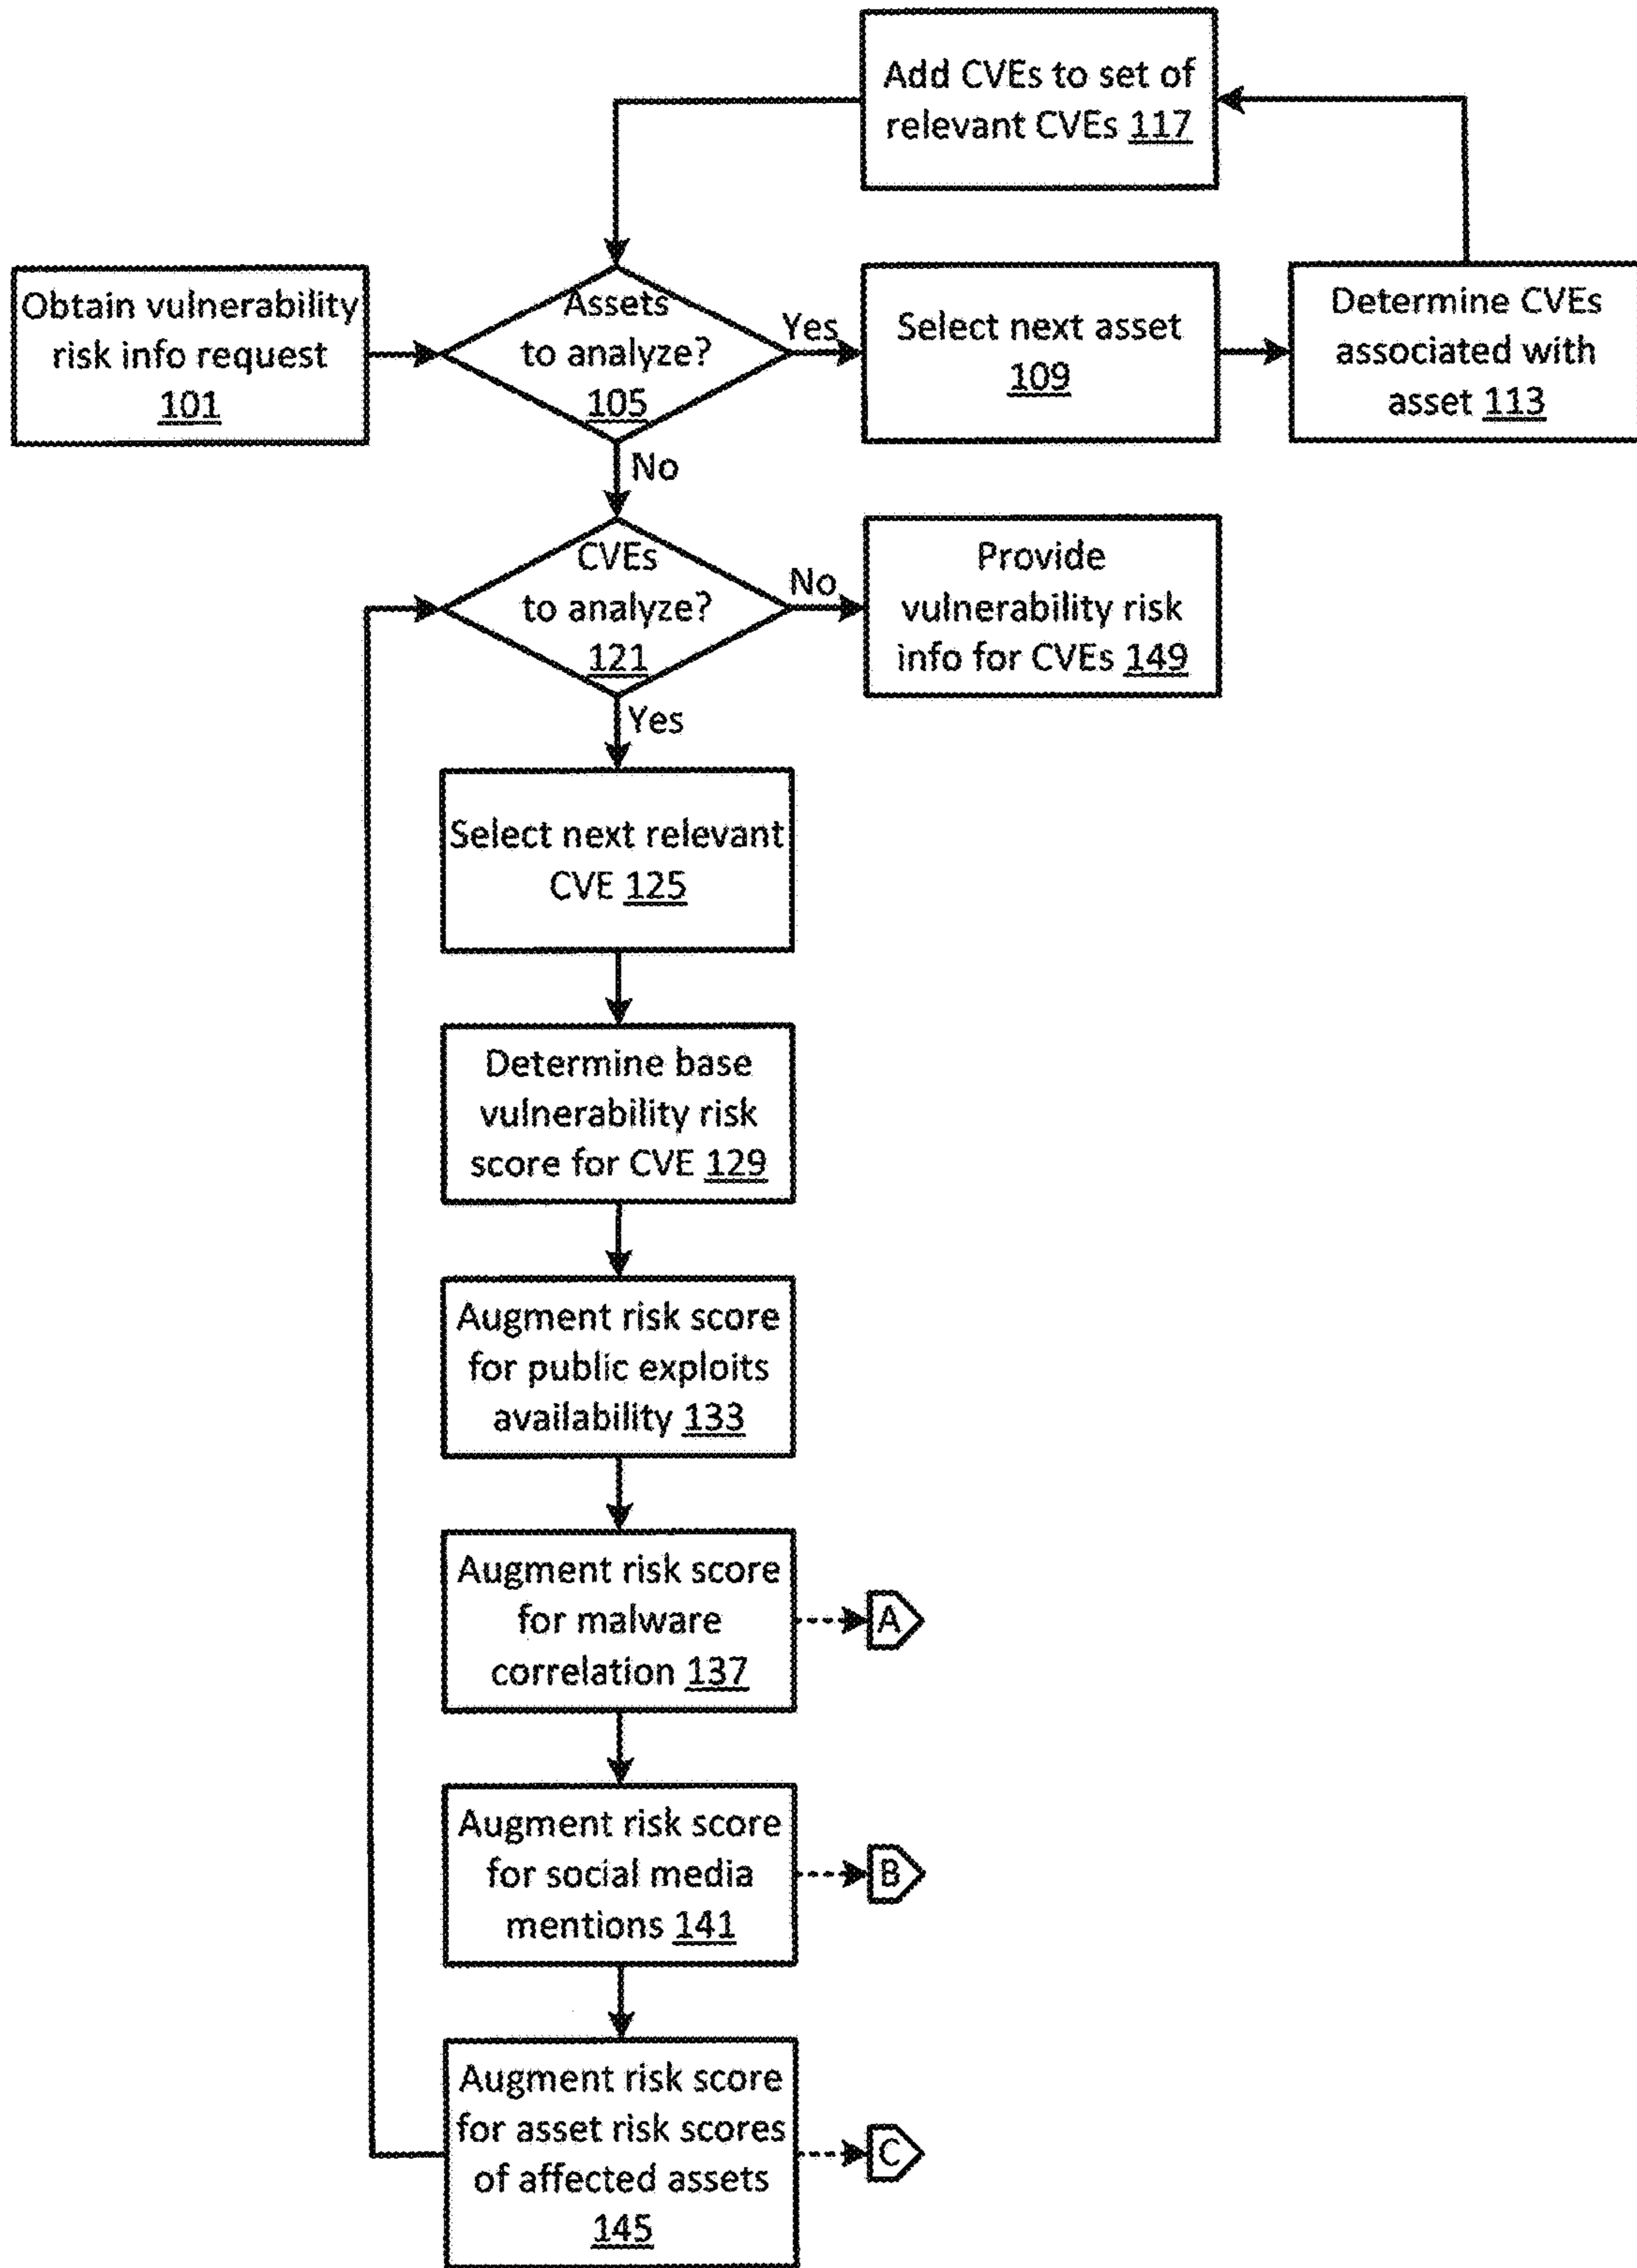 Add CVEs to set of
relevant CVEs 117
Obtain vulnerability
risk info request
101
Assets
to analyze?
105
Yes
Select next asset
109
Determine CVEs
associated with
asset 113
No
CVEs
to analyze?
121
No
Provide
vulnerability risk
info for CVEs 149
Yes
Select next relevant
CVE 125
Determine base
vulnerability risk
score for CVE 129
Augment risk score
for public exploits
availability 133
Augment risk score
for malware
correlation 137
A
Augment risk score
for social media
mentions 141
B
Augment risk score
for asset risk scores
of affected assets
145
C